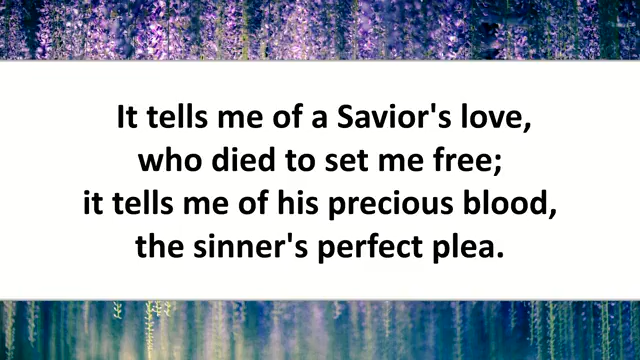 It tells me of a Savior's love,
who died to set me free;
it tells me of his precious blood,
the sinner's perfect plea.